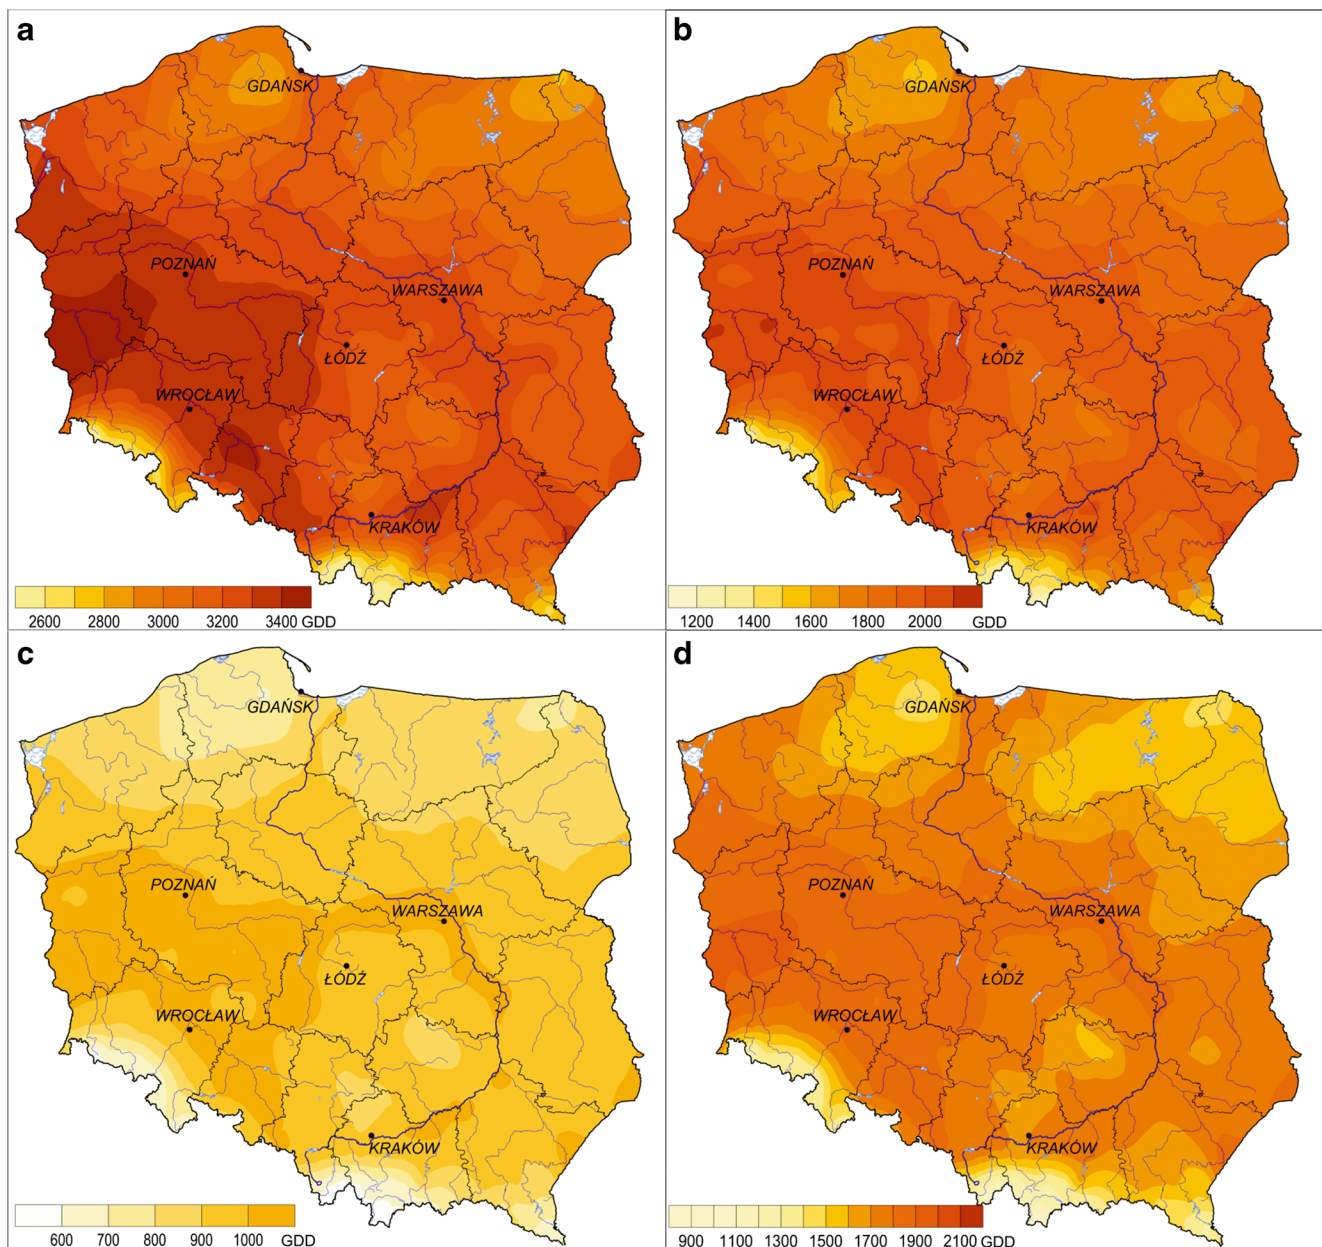 a
GDAŃSK
POZNAŃ
WARSZAWA
ŁÓDŹ
WROCŁAW
KRAKÓW
2600 2800 3000 3200 3400 GDD
b
GDAŃSK
POZNAŃ
WARSZAWA
ŁÓDŹ
WROCŁAW
KRAKÓW
1200 1400 1600 1800 2000 GDD
c
GDAŃSK
POZNAŃ
WARSZAWA
ŁÓDŹ
WROCŁAW
KRAKÓW
600 700 800 900 1000 GDD
d
GDAŃSK
POZNAŃ
WARSZAWA
ŁÓDŹ
WROCŁAW
KRAKÓW
900 1100 1300 1500 1700 1900 2100 GDD